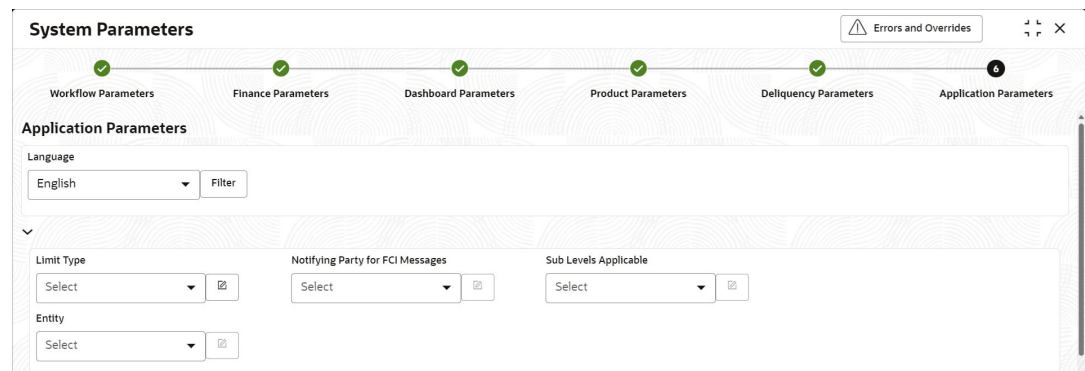 System Parameters
Errors and Overrides
Workflow Parameters
Finance Parameters
Dashboard Parameters
Product Parameters
Deliquency Parameters
6
Application Parameters
Application Parameters
Language
English
Filter
Limit Type
Notifying Party for FCI Messages
Sub Levels Applicable
Select
Select
Select
Entity
Select